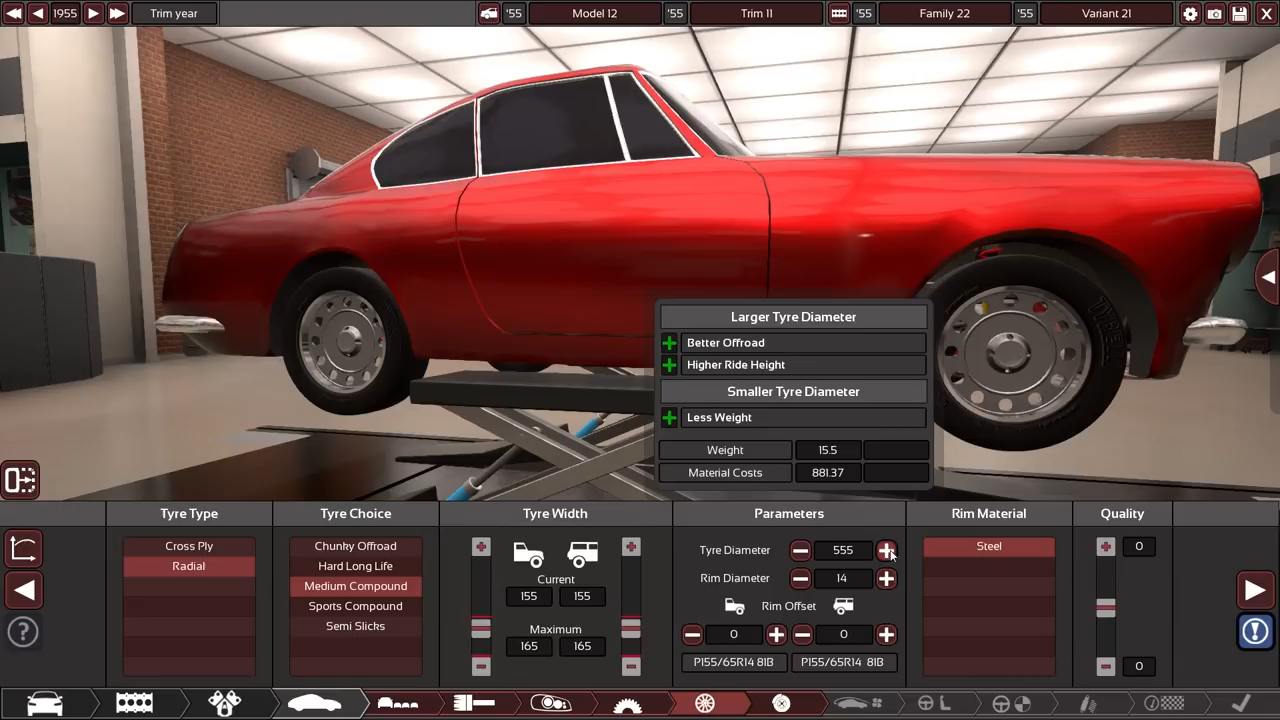 1955 Trim year '55 Model 12 '55 Trim 11 '55 Family 22 '55 Variant 21
Larger Tyre Diameter
Better Offroad
Higher Ride Height
Smaller Tyre Diameter
Less Weight
Weight 15.5
Material Costs 881.37
Tyre Type
Cross Ply
Radial
Tyre Choice
Chunky Offroad
Hard Long Life
Medium Compound
Sports Compound
Semi Slicks
Tyre Width
Current
155 155
Maximum
165 165
Parameters
Tyre Diameter 555
Rim Diameter 14
Rim Offset
0 0
P155/65R14 81B P155/65R14 81B
Rim Material
Steel
Quality
0
0